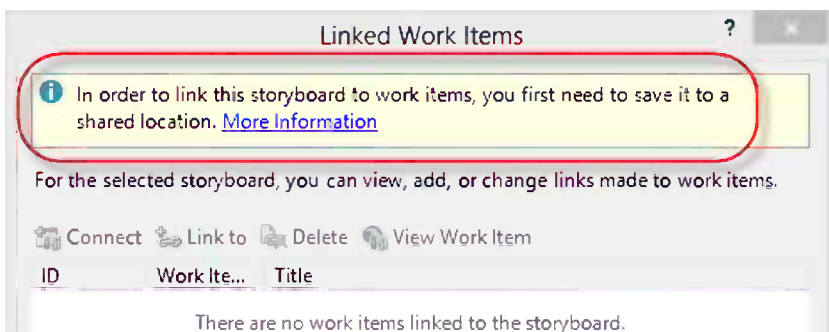 Linked Work Items ?
In order to link this storyboard to work items, you first need to save it to a
shared location. More Information
For the selected storyboard, you can view, add, or change links made to work items.
Connect Link to Delete View Work Item
ID Work Ite... Title
There are no work items linked to the storyboard.